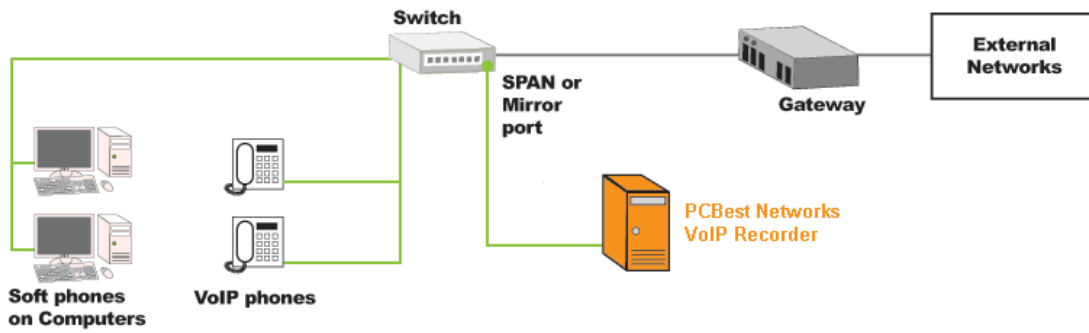 Switch
SPAN or
Mirror
port
Gateway
External
Networks
PCBest Networks
VoIP Recorder
Soft phones
on Computers
VoIP phones